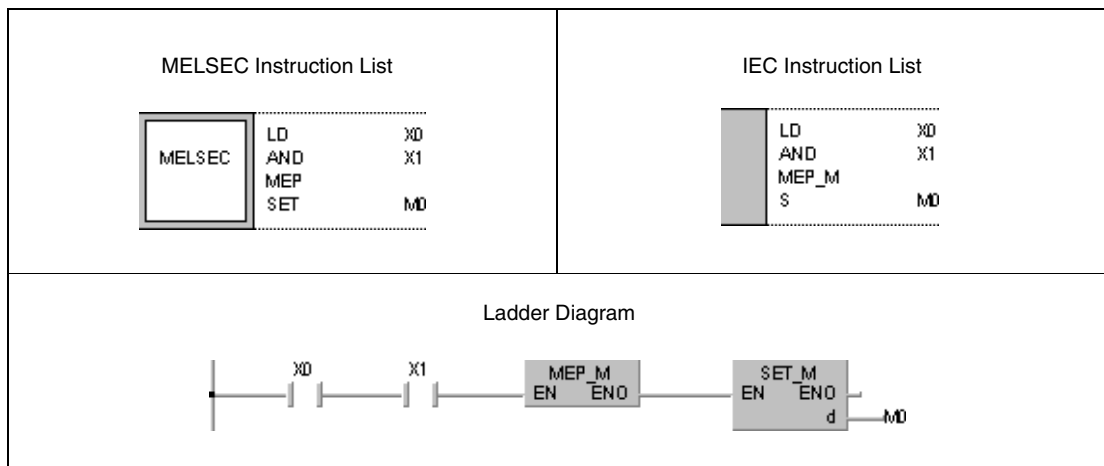 MELSEC Instruction List
MELSEC
LD X0
AND X1
MEP
SET M0
IEC Instruction List
LD X0
AND X1
MEP_M
S M0
Ladder Diagram
X0 X1
MEP_M
EN ENO
SET_M
EN ENO
d M0